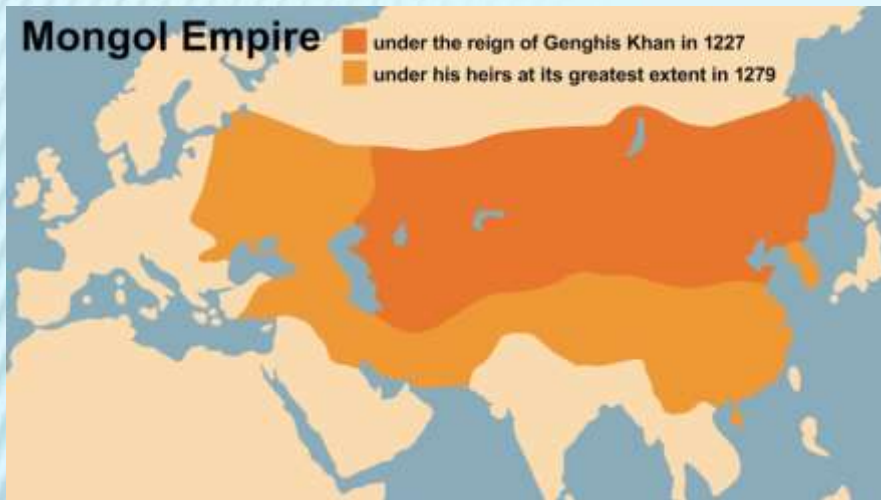 Mongol Empire
under the reign of Genghis Khan in 1227
under his heirs at its greatest extent in 1279